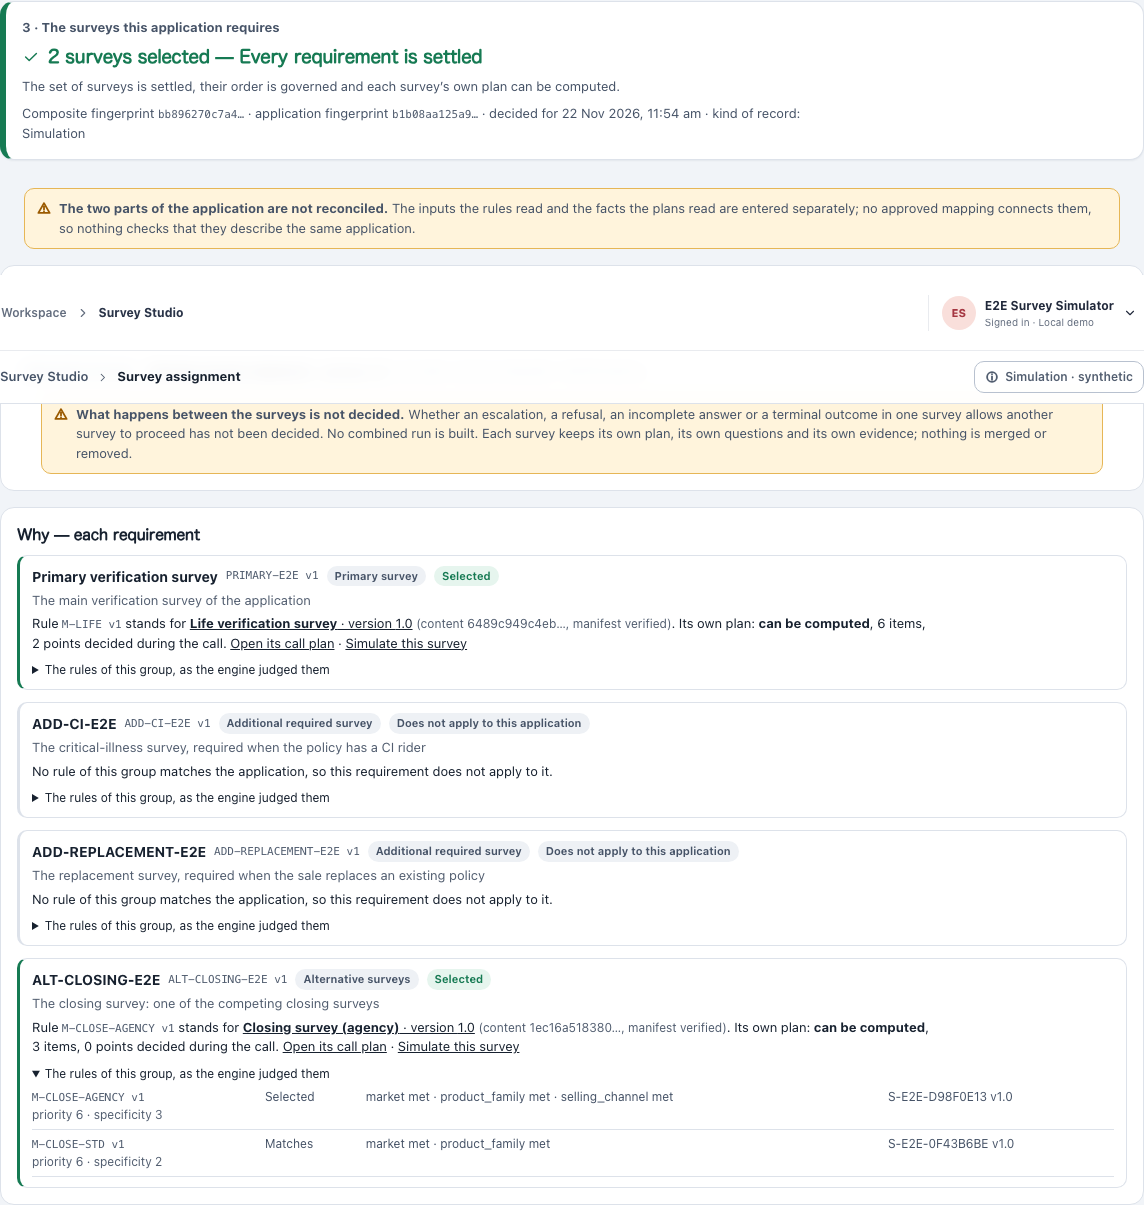 3 · The surveys this application requires
2 surveys selected — Every requirement is settled
The set of surveys is settled, their order is governed and each survey's own plan can be computed.
Composite fingerprint bb896270c7a4… · application fingerprint b1b08aa125a9… · decided for 22 Nov 2026, 11:54 am · kind of record:
Simulation
The two parts of the application are not reconciled. The inputs the rules read and the facts the plans read are entered separately; no approved mapping connects them,
so nothing checks that they describe the same application.
Workspace > Survey Studio
ES
E2E Survey Simulator
Signed in · Local demo
Survey Studio > Survey assignment
Simulation · synthetic
What happens between the surveys is not decided. Whether an escalation, a refusal, an incomplete answer or a terminal outcome in one survey allows another
survey to proceed has not been decided. No combined run is built. Each survey keeps its own plan, its own questions and its own evidence; nothing is merged or
removed.
Why — each requirement
Primary verification survey PRIMARY-E2E v1 Primary survey Selected
The main verification survey of the application
Rule M-LIFE v1 stands for Life verification survey · version 1.0 (content 6489c949c4eb…, manifest verified). Its own plan: can be computed, 6 items,
2 points decided during the call. Open its call plan · Simulate this survey
The rules of this group, as the engine judged them
ADD-CI-E2E ADD-CI-E2E v1 Additional required survey Does not apply to this application
The critical-illness survey, required when the policy has a CI rider
No rule of this group matches the application, so this requirement does not apply to it.
The rules of this group, as the engine judged them
ADD-REPLACEMENT-E2E ADD-REPLACEMENT-E2E v1 Additional required survey Does not apply to this application
The replacement survey, required when the sale replaces an existing policy
No rule of this group matches the application, so this requirement does not apply to it.
The rules of this group, as the engine judged them
ALT-CLOSING-E2E ALT-CLOSING-E2E v1 Alternative surveys Selected
The closing survey: one of the competing closing surveys
Rule M-CLOSE-AGENCY v1 stands for Closing survey (agency) · version 1.0 (content 1ec16a518380…, manifest verified). Its own plan: can be computed,
3 items, 0 points decided during the call. Open its call plan · Simulate this survey
The rules of this group, as the engine judged them
M-CLOSE-AGENCY v1 Selected market met · product_family met · selling_channel met S-E2E-D98F0E13 v1.0
priority 6 · specificity 3
M-CLOSE-STD v1 Matches market met · product_family met S-E2E-0F43B6BE v1.0
priority 6 · specificity 2